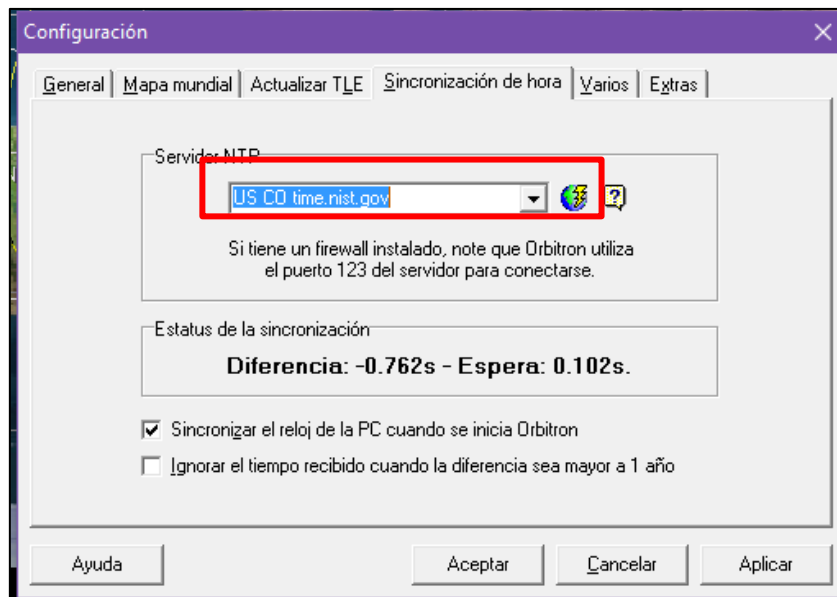 Configuración
General Mapa mundial Actualizar TLE Sincronización de hora Varios Extras
Servidor NTP
US CO time.nist.gov
Si tiene un firewall instalado, note que Orbitron utiliza
el puerto 123 del servidor para conectarse.
Estatus de la sincronización
Diferencia: -0.762s - Espera: 0.102s.
Sincronizar el reloj de la PC cuando se inicia Orbitron
Ignorar el tiempo recibido cuando la diferencia sea mayor a 1 año
Ayuda Aceptar Cancelar Aplicar